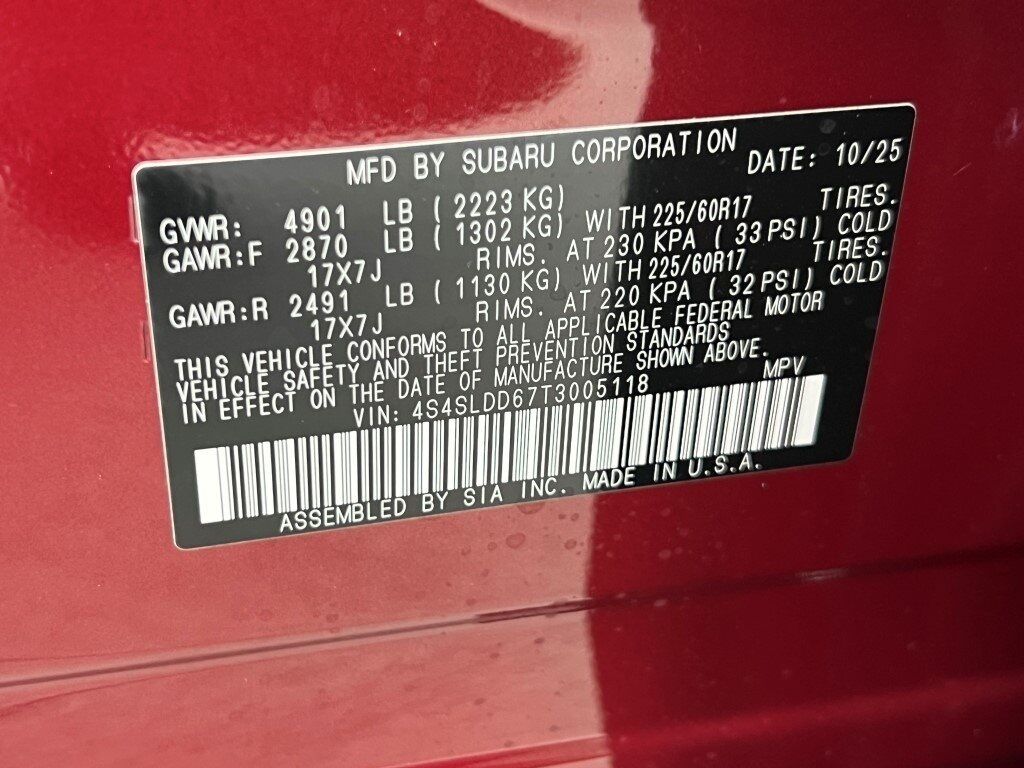 MFD BY SUBARU CORPORATION DATE: 10/25
GVWR: 4901 LB ( 2223 KG)
GAWR:F 2870 LB ( 1302 KG) WITH 225/60R17 TIRES.
17X7J RIMS. AT 230 KPA ( 33 PSI) COLD
GAWR:R 2491 LB ( 1130 KG) WITH 225/60R17 TIRES.
17X7J RIMS. AT 220 KPA ( 32 PSI) COLD
THIS VEHICLE CONFORMS TO ALL APPLICABLE FEDERAL MOTOR
VEHICLE SAFETY AND THEFT PREVENTION STANDARDS
IN EFFECT ON THE DATE OF MANUFACTURE SHOWN ABOVE.
VIN: 4S4SLDD67T3005118 MPV
ASSEMBLED BY SIA INC. MADE IN U.S.A.